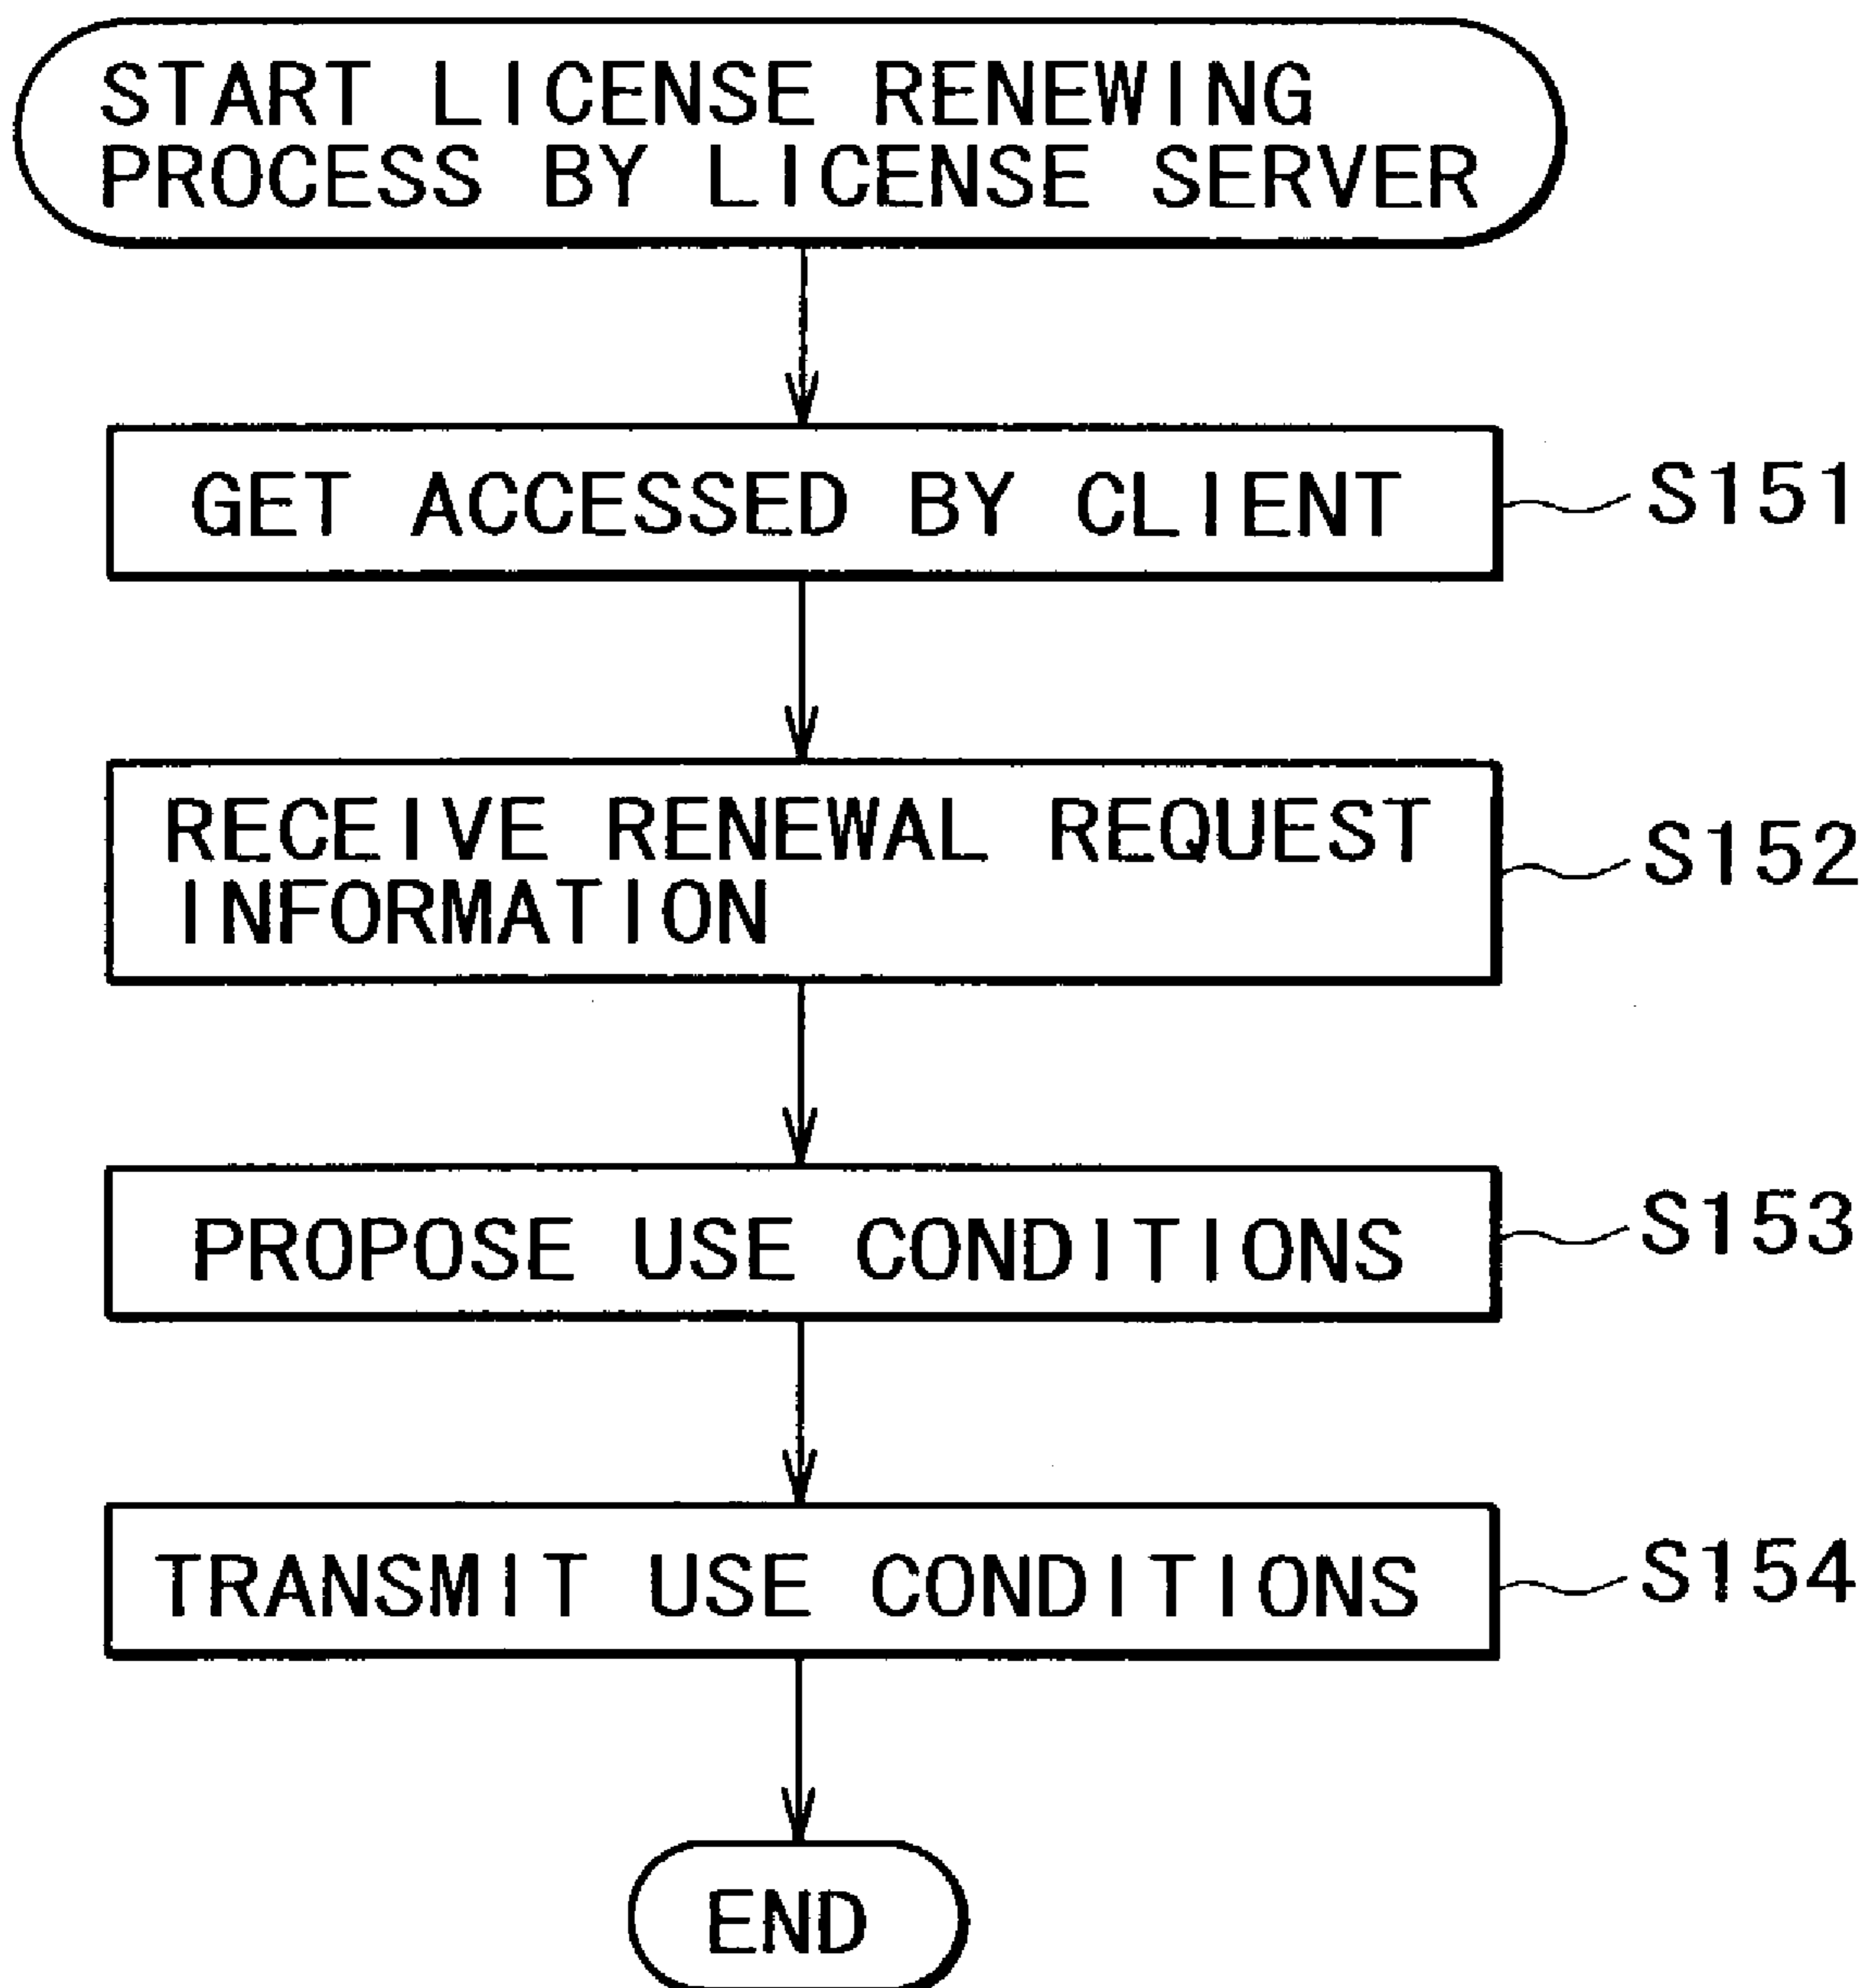 START LICENSE RENEWING
PROCESS BY LICENSE SERVER
GET ACCESSED BY CLIENT
S151
RECEIVE RENEWAL REQUEST
INFORMATION
S152
PROPOSE USE CONDITIONS
S153
TRANSMIT USE CONDITIONS
S154
END